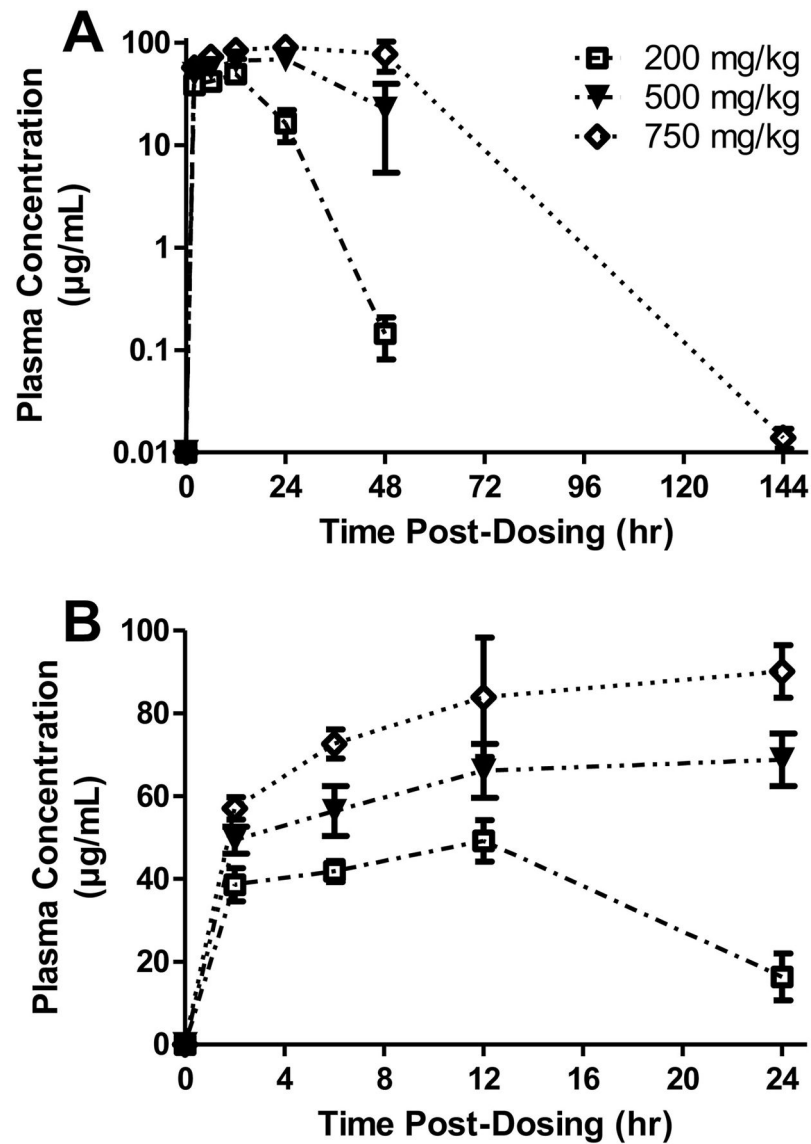 A
100
10
1
0.1
0.01
Plasma Concentration
(µg/mL)
200 mg/kg
500 mg/kg
750 mg/kg
0 24 48 72 96 120 144
Time Post-Dosing (hr)
B
100
80
60
40
20
0
Plasma Concentration
(µg/mL)
0 4 8 12 16 20 24
Time Post-Dosing (hr)